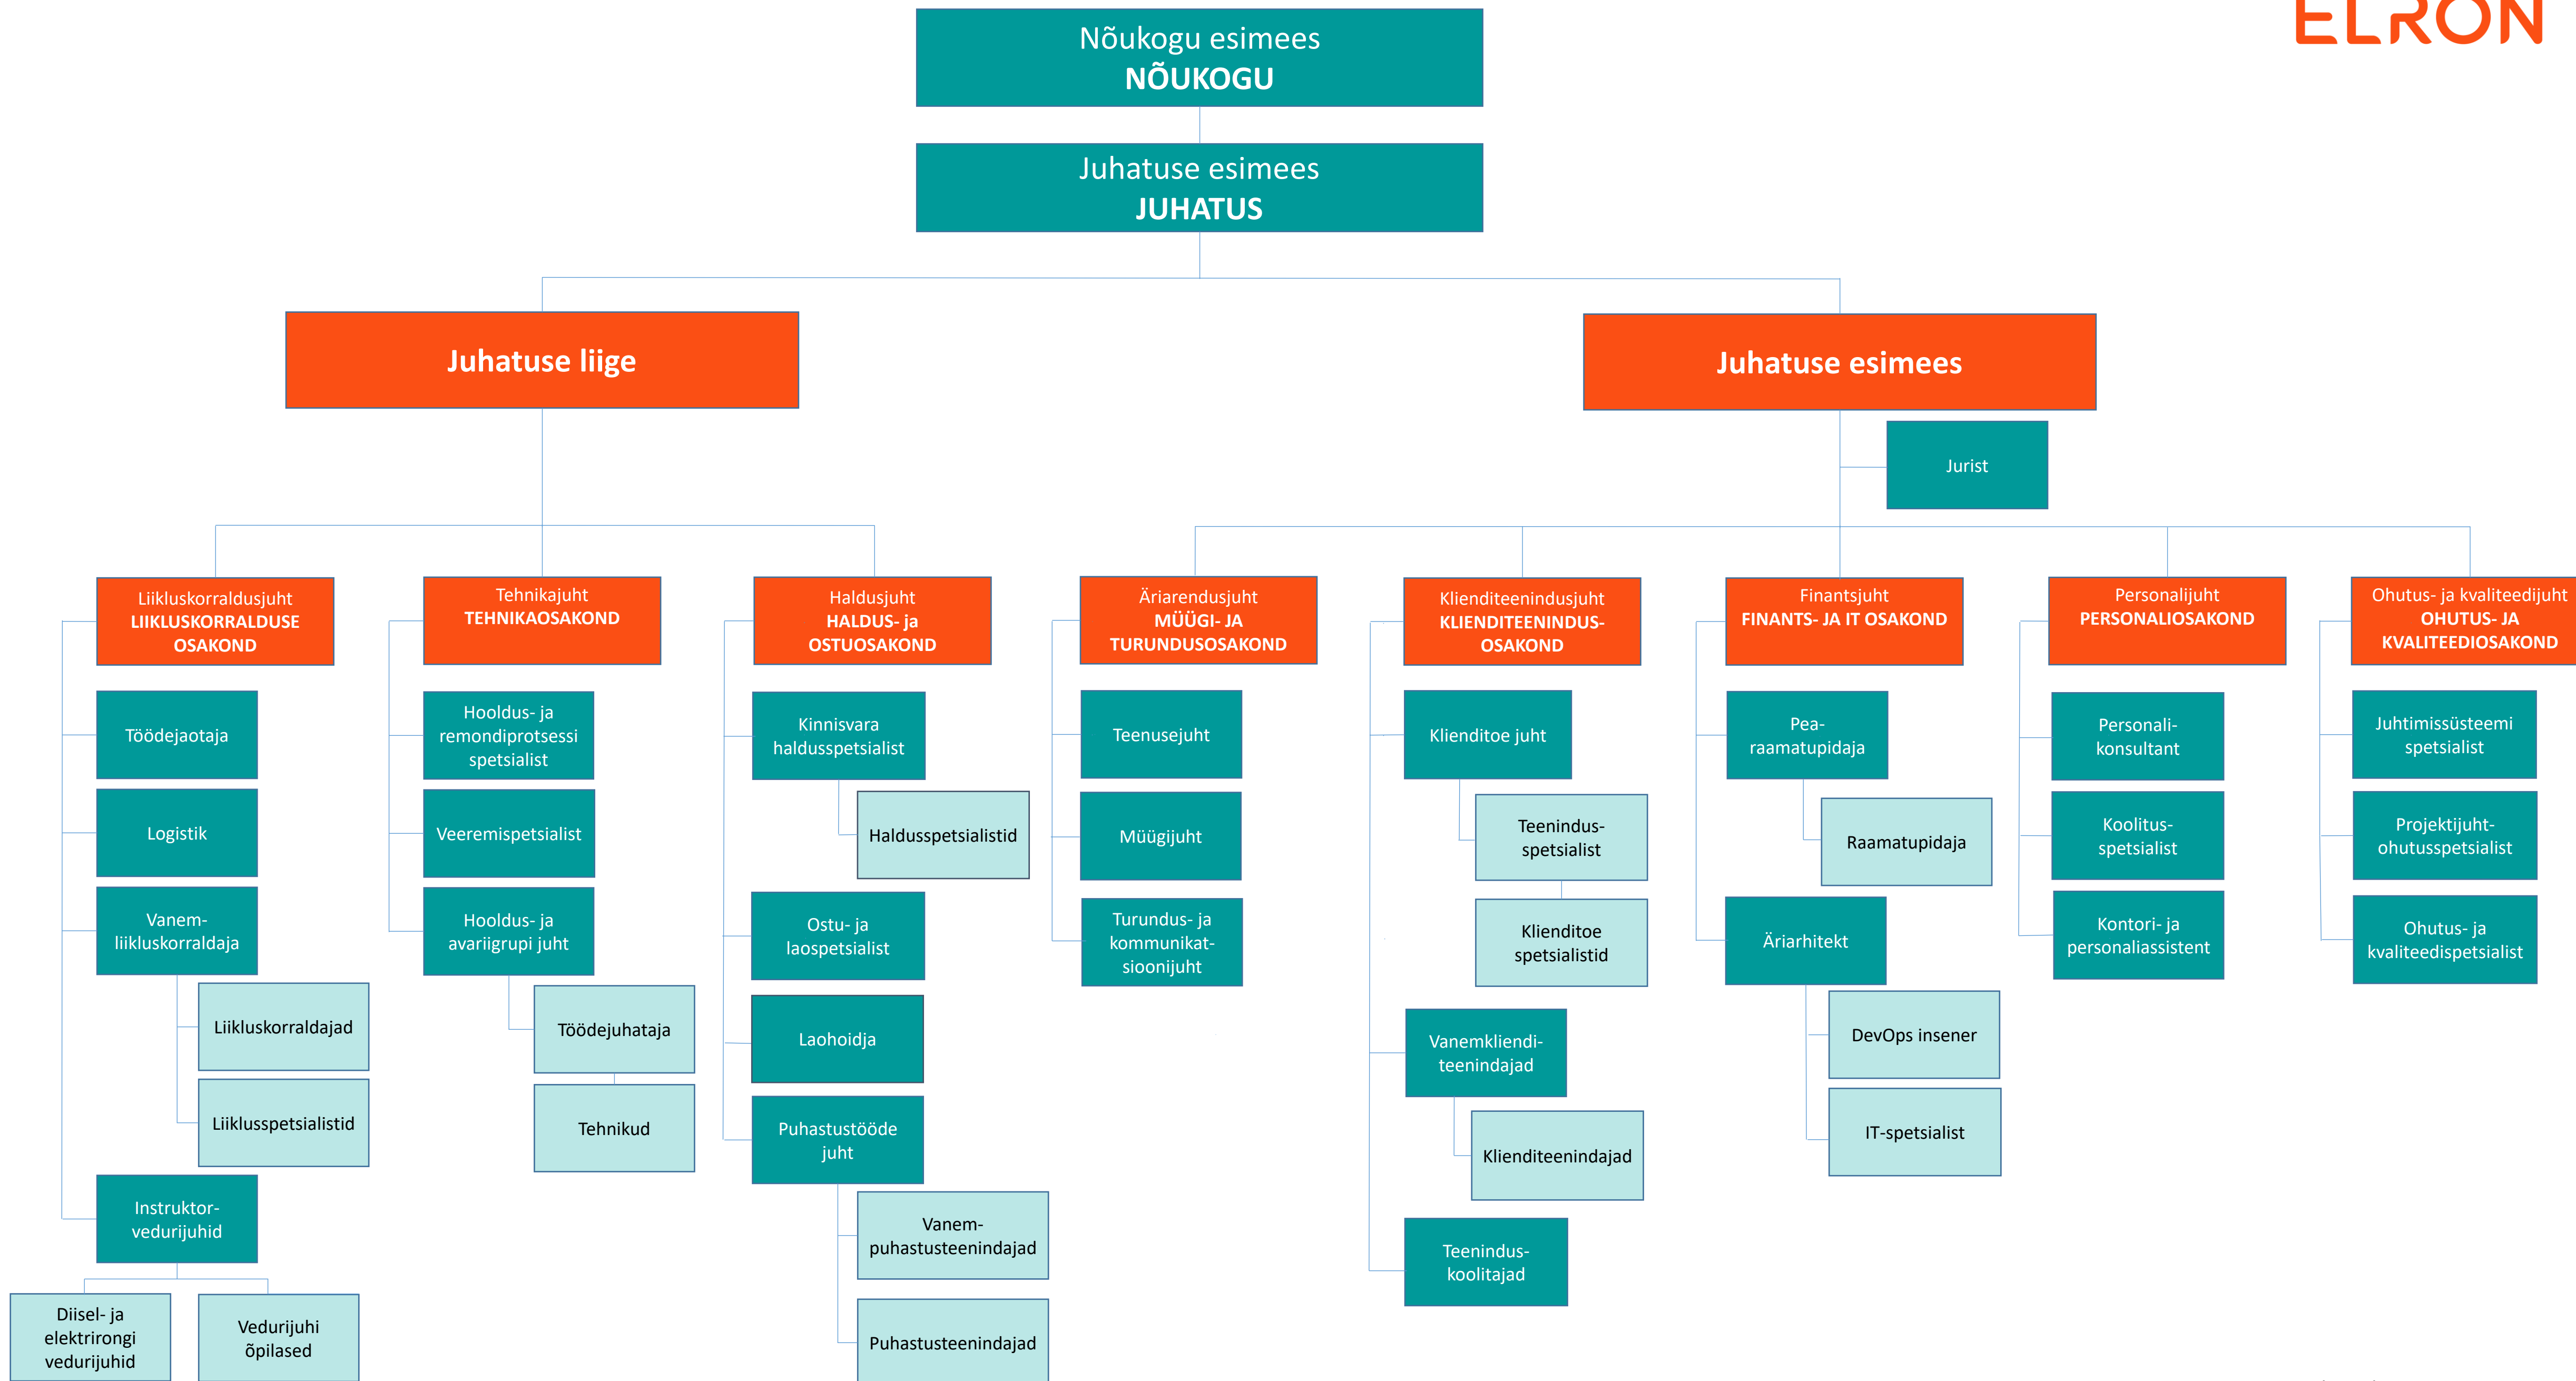 ELRON
Nõukogu esimees
NÕUKOGU
Juhatuse esimees
JUHATUS
Juhatuse liige
Juhatuse esimees
Jurist
Liikluskorraldusjuht
LIIKLUSKORRALDUSE
OSAKOND
Töödejaotaja
Logistik
Vanem-
liikluskorraldaja
Liikluskorraldajad
Liiklusspetsialistid
Instruktor-
vedurijuhid
Diisel- ja
elektrirongi
vedurijuhid
Vedurijuhi
õpilased
Tehnikajuht
TEHNIKAOSAKOND
Hooldus- ja
remondiprotsessi
spetsialist
Veeremispetsialist
Hooldus- ja
avariigrupi juht
Töödejuhataja
Tehnikud
Haldusjuht
HALDUS- ja
OSTUOSAKOND
Kinnisvara
haldusspetsialist
Haldusspetsialistid
Ostu- ja
laospetsialist
Laohoidja
Puhastustööde
juht
Vanem-
puhastusteenindajad
Puhastusteenindajad
Äriarendusjuht
MÜÜGI- JA
TURUNDUSOSAKOND
Teenusejuht
Müügijuht
Turundus- ja
kommunikat-
sioonijuht
Klienditeenindusjuht
KLIENDITEENINDUS-
OSAKOND
Klienditoe juht
Teenindus-
spetsialist
Klienditoe
spetsialistid
Vanemkliendi-
teenindajad
Klienditeenindajad
Teenindus-
koolitajad
Finantsjuht
FINANTS- JA IT OSAKOND
Pea-
raamatupidaja
Raamatupidaja
Äriarhitekt
DevOps insener
IT-spetsialist
Personalijuht
PERSONALIOSAKOND
Personali-
konsultant
Koolitus-
spetsialist
Kontori- ja
personaliassistent
Ohutus- ja kvaliteedijuht
OHUTUS- JA
KVALITEEDIOSAKOND
Juhtimissüsteemi
spetsialist
Projektijuht-
ohutusspetsialist
Ohutus- ja
kvaliteedispetsialist